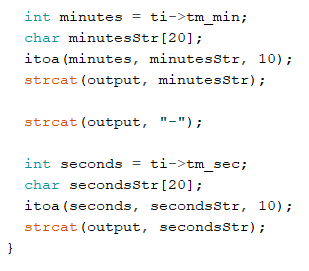 int minutes = ti->tm_min;
char minutesStr[20];
itoa(minutes, minutesStr, 10);
strcat(output, minutesStr);
strcat(output, "-");
int seconds = ti->tm_sec;
char secondsStr[20];
itoa(seconds, secondsStr, 10);
strcat(output, secondsStr);
}